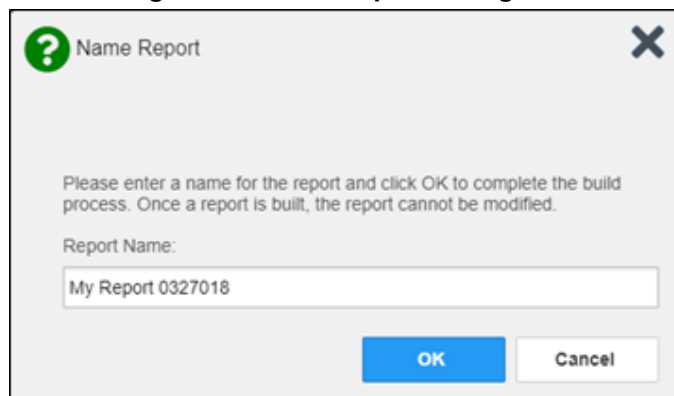 Name Report
Please enter a name for the report and click OK to complete the build
process. Once a report is built, the report cannot be modified.
Report Name:
My Report 0327018
OK
Cancel